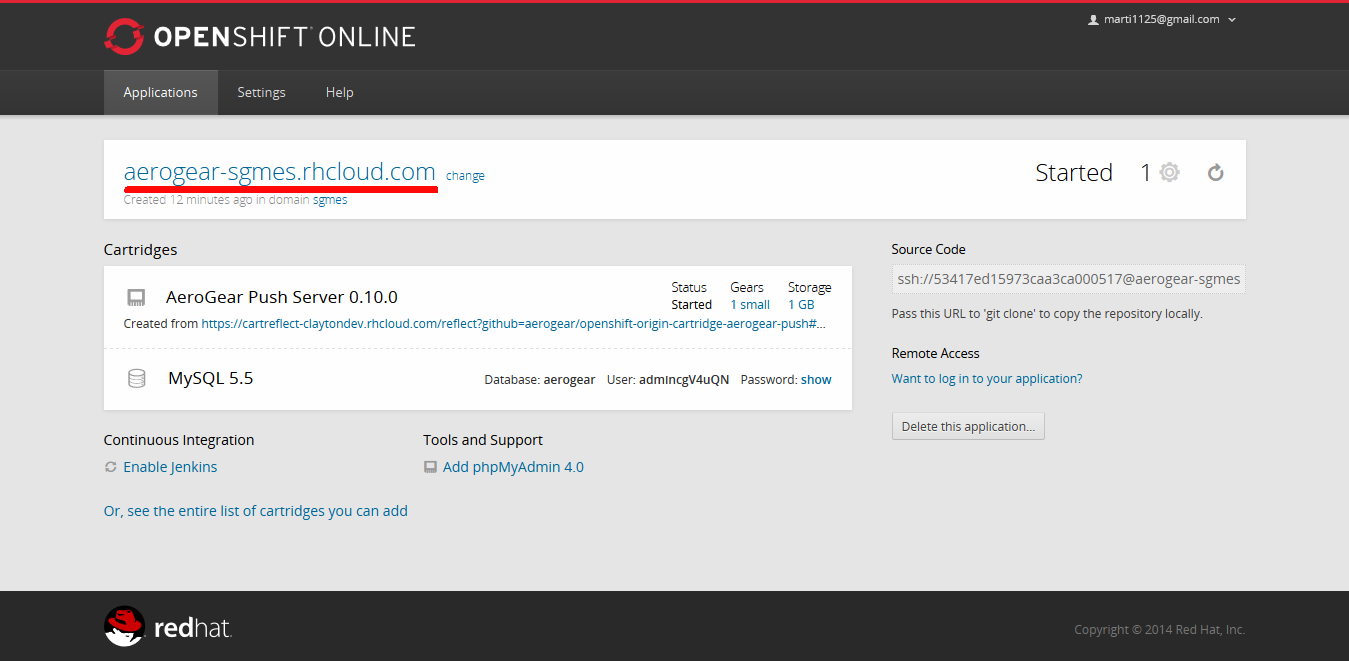 OPENSHIFT ONLINE
marti1125@gmail.com
Applications Settings Help
aerogear-sgmes.rhcloud.com change
Started 1
Created 12 minutes ago in domain sgmes
Cartridges
AeroGear Push Server 0.10.0
Status Gears Storage
Started 1 small 1 GB
Created from https://cartreflect-claytondev.rhcloud.com/reflect?github=aerogear/openshift-origin-cartridge-aerogear-push#...
MySQL 5.5
Database: aerogear User: admincgV4uQN Password: show
Continuous Integration
Enable Jenkins
Tools and Support
Add phpMyAdmin 4.0
Or, see the entire list of cartridges you can add
Source Code
ssh://53417ed15973caa3ca000517@aerogear-sgmes
Pass this URL to 'git clone' to copy the repository locally.
Remote Access
Want to log in to your application?
Delete this application...
redhat.
Copyright © 2014 Red Hat, Inc.